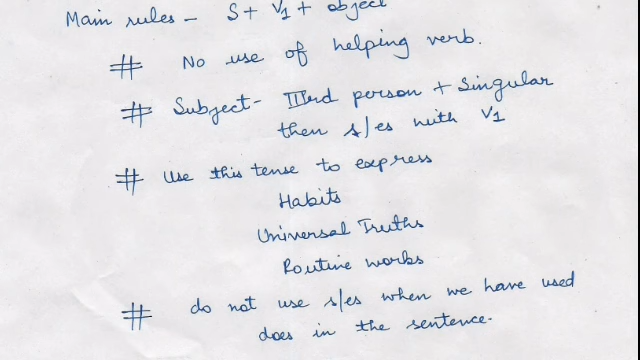 Main rules - S + V1 + object
# No use of helping verb.
# Subject - IIIrd person + Singular
then s/es with V1
# Use this tense to express
Habits
Universal Truths
Routine works
# do not use s/es when we have used
does in the sentence.